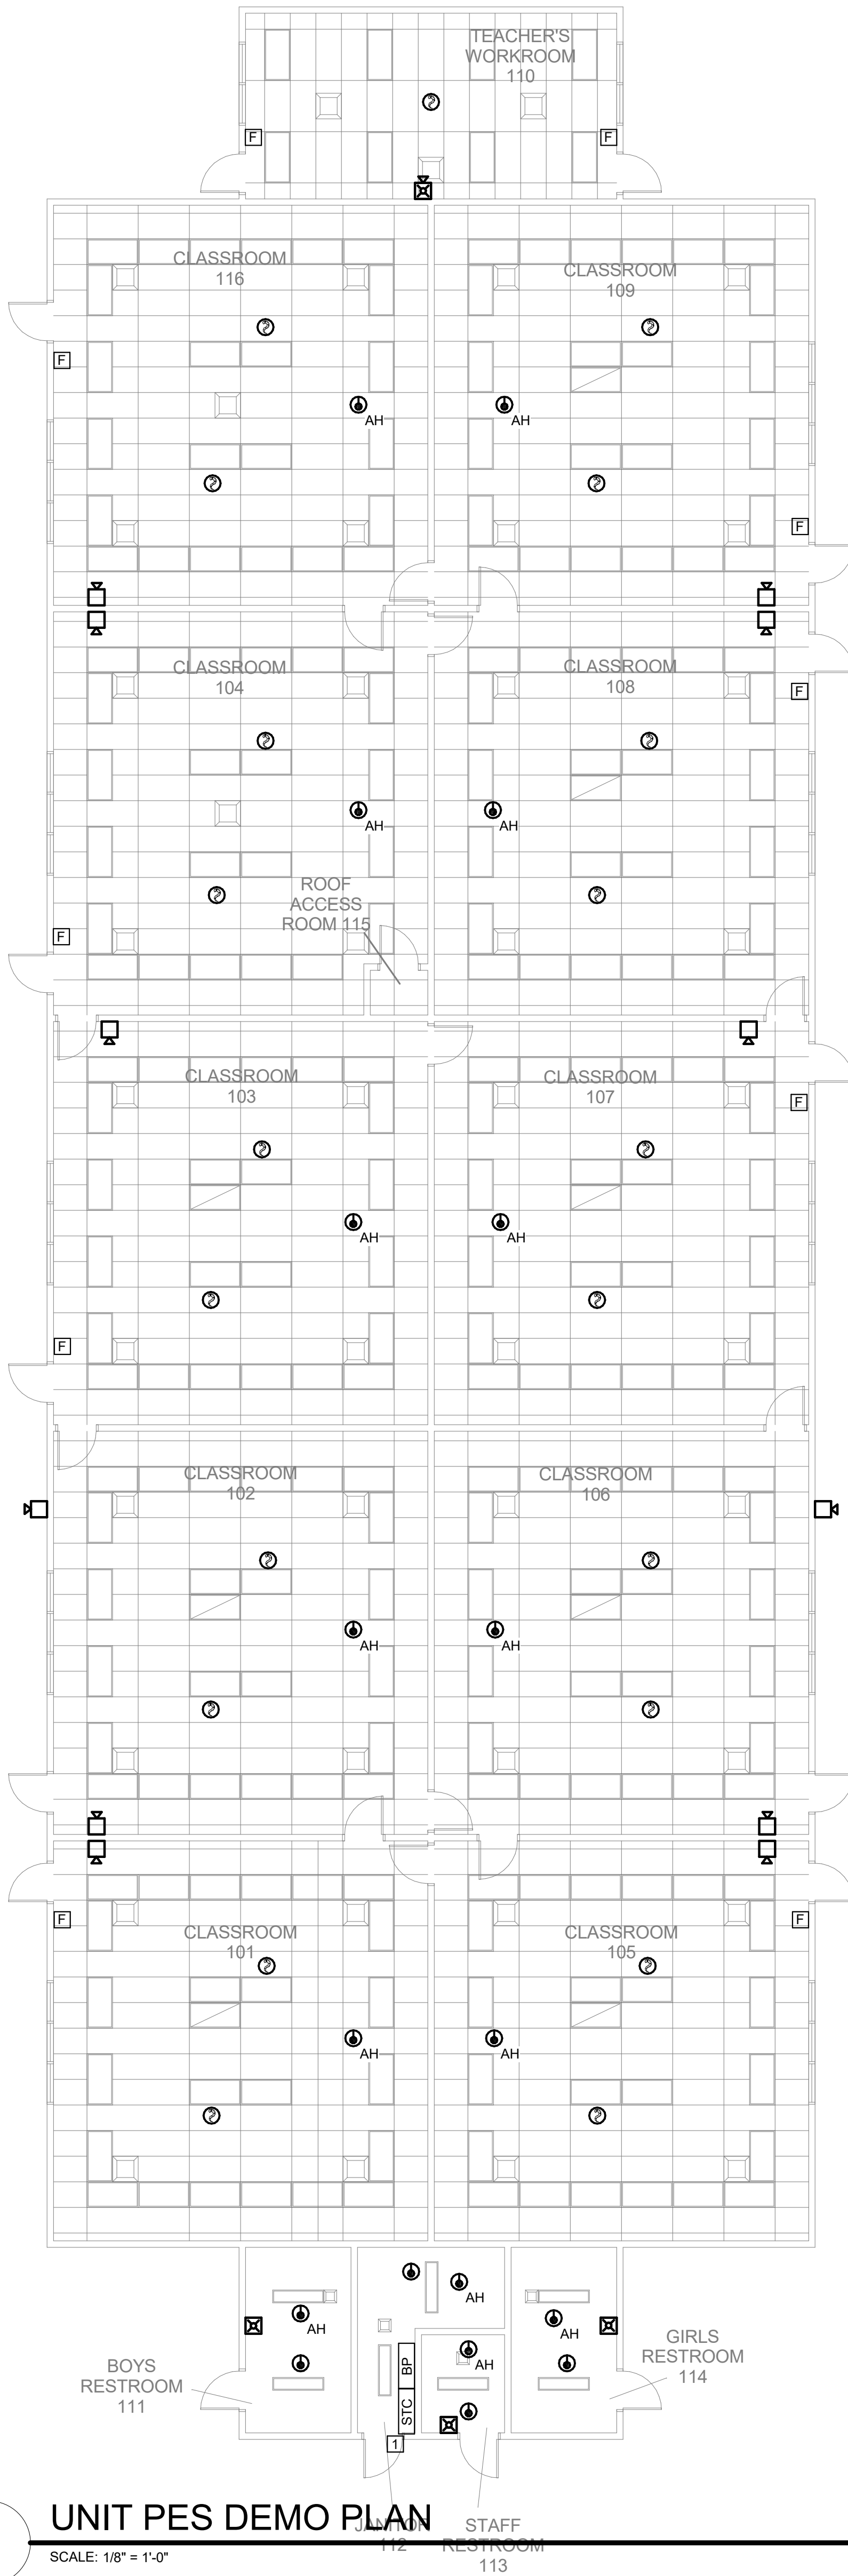 TEACHER'S
WORKROOM
110
F
F
CLASSROOM
116
CLASSROOM
109
F
AH
AH
F
CLASSROOM
104
CLASSROOM
108
F
AH
AH
ROOF
ACCESS
ROOM 115
F
CLASSROOM
103
CLASSROOM
107
F
AH
AH
F
CLASSROOM
102
CLASSROOM
106
AH
AH
F
F
CLASSROOM
101
CLASSROOM
105
AH
AH
AH
AH
AH
AH
BP
STC
1
BOYS
RESTROOM
111
GIRLS
RESTROOM
114
UNIT PES DEMO PLAN
JANITOR
112
STAFF
RESTROOM
113
SCALE: 1/8" = 1'-0"